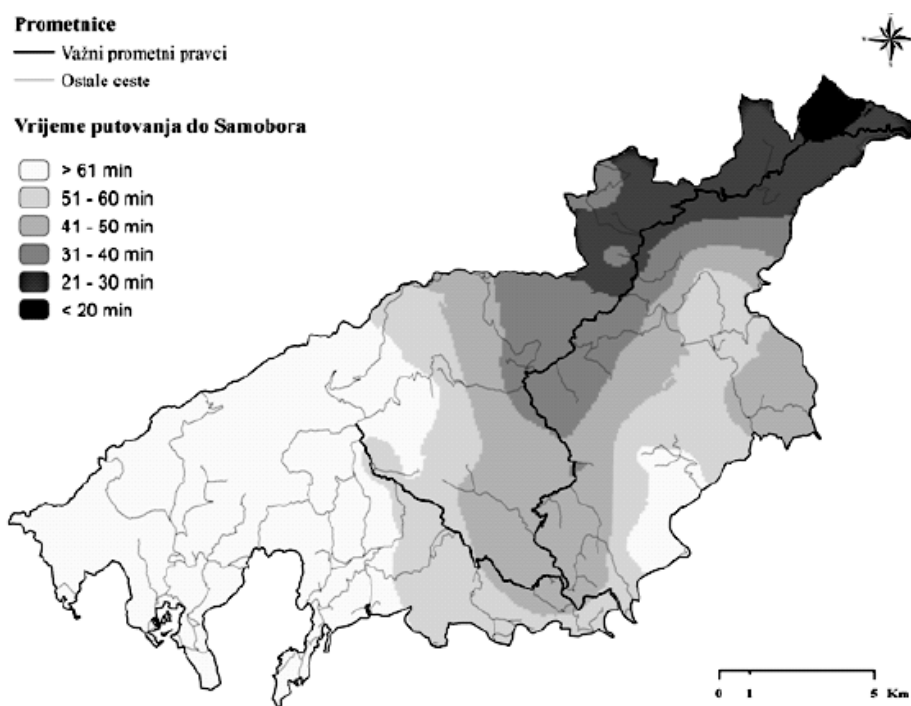 Prometnice
Važni prometni pravci
Ostale ceste
Vrijeme putovanja do Samobora
> 61 min
51 - 60 min
41 - 50 min
31 - 40 min
21 - 30 min
< 20 min
0 1 5 Km